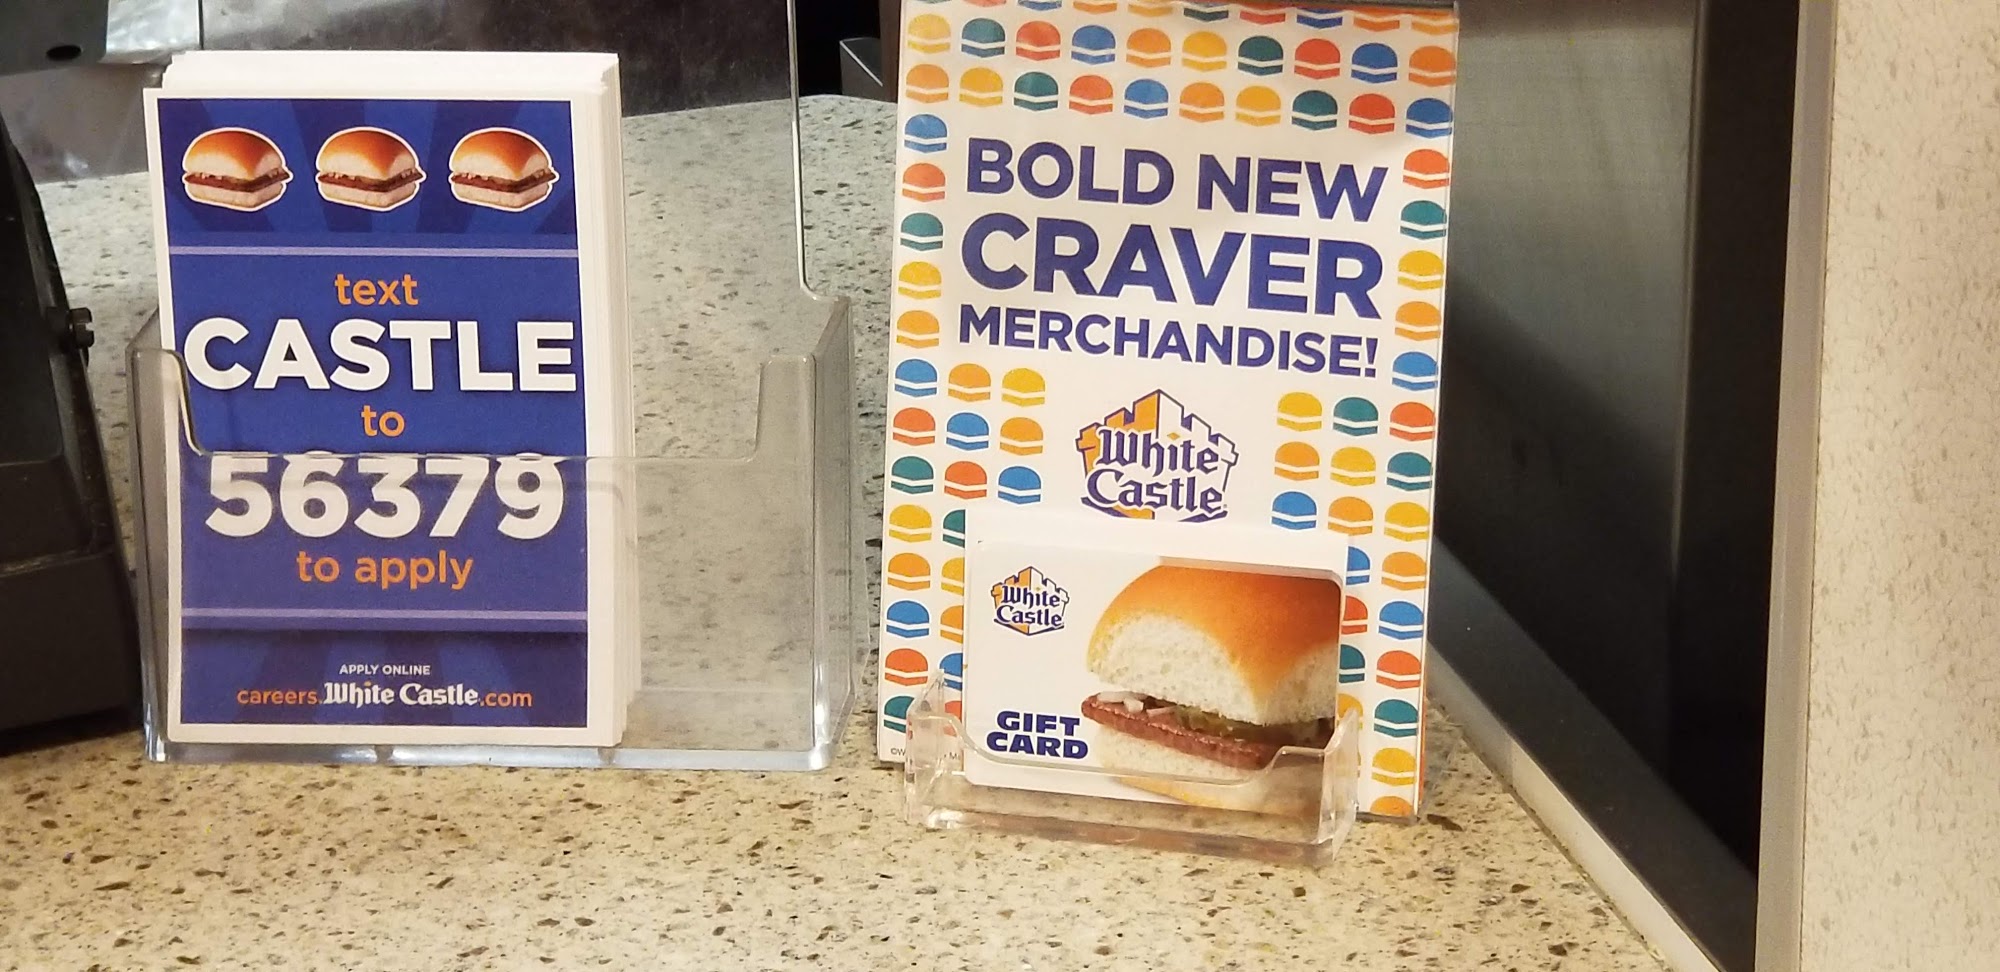 text
CASTLE
to
56379
to apply
APPLY ONLINE
careers.White Castle.com
BOLD NEW
CRAVER
MERCHANDISE!
White
Castle
White
Castle
GIFT
CARD